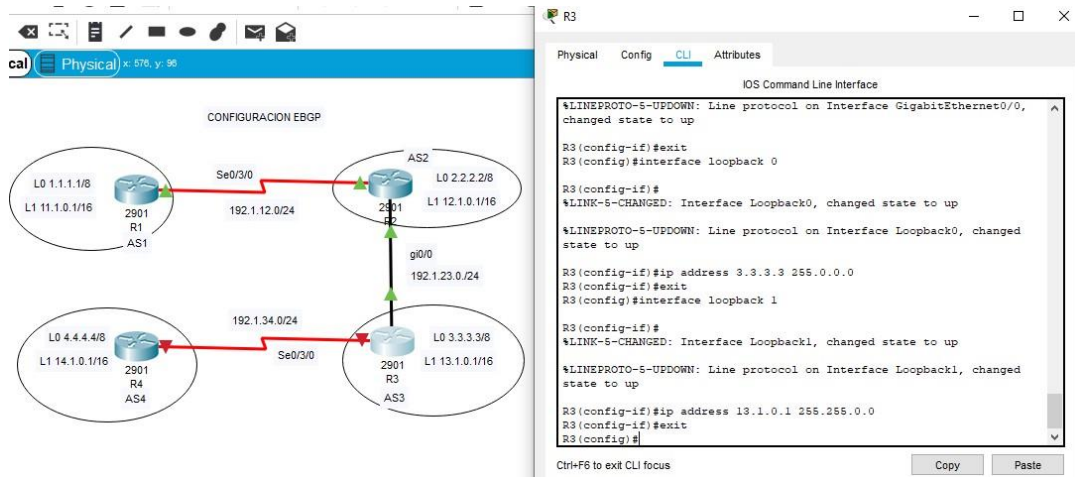 cal)
Physical
x: 576, y: 96
CONFIGURACION EBGP
L0 1.1.1.1/8
L1 11.1.0.1/16
2901
R1
AS1
Se0/3/0
192.1.12.0/24
AS2
L0 2.2.2.2/8
L1 12.1.0.1/16
2901
R2
gi0/0
192.1.23.0./24
L0 4.4.4.4/8
L1 14.1.0.1/16
2901
R4
AS4
192.1.34.0/24
Se0/3/0
L0 3.3.3.3/8
L1 13.1.0.1/16
2901
R3
AS3
R3
Physical Config CLI Attributes
IOS Command Line Interface
%LINEPROTO-5-UPDOWN: Line protocol on Interface GigabitEthernet0/0,
changed state to up
R3(config-if)#exit
R3(config)#interface loopback 0
R3(config-if)#
%LINK-5-CHANGED: Interface Loopback0, changed state to up
%LINEPROTO-5-UPDOWN: Line protocol on Interface Loopback0, changed
state to up
R3(config-if)#ip address 3.3.3.3 255.0.0.0
R3(config-if)#exit
R3(config)#interface loopback 1
R3(config-if)#
%LINK-5-CHANGED: Interface Loopback1, changed state to up
%LINEPROTO-5-UPDOWN: Line protocol on Interface Loopback1, changed
state to up
R3(config-if)#ip address 13.1.0.1 255.255.0.0
R3(config-if)#exit
R3(config)#
Ctrl+F6 to exit CLI focus
Copy
Paste